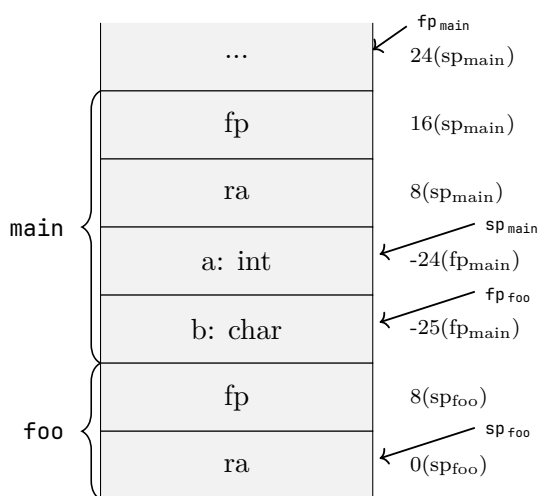 fp main
... 24(sp main)
fp 16(sp main)
ra 8(sp main)
main
sp main
a: int -24(fp main)
fp foo
b: char -25(fp main)
fp 8(sp foo)
foo
sp foo
ra 0(sp foo)